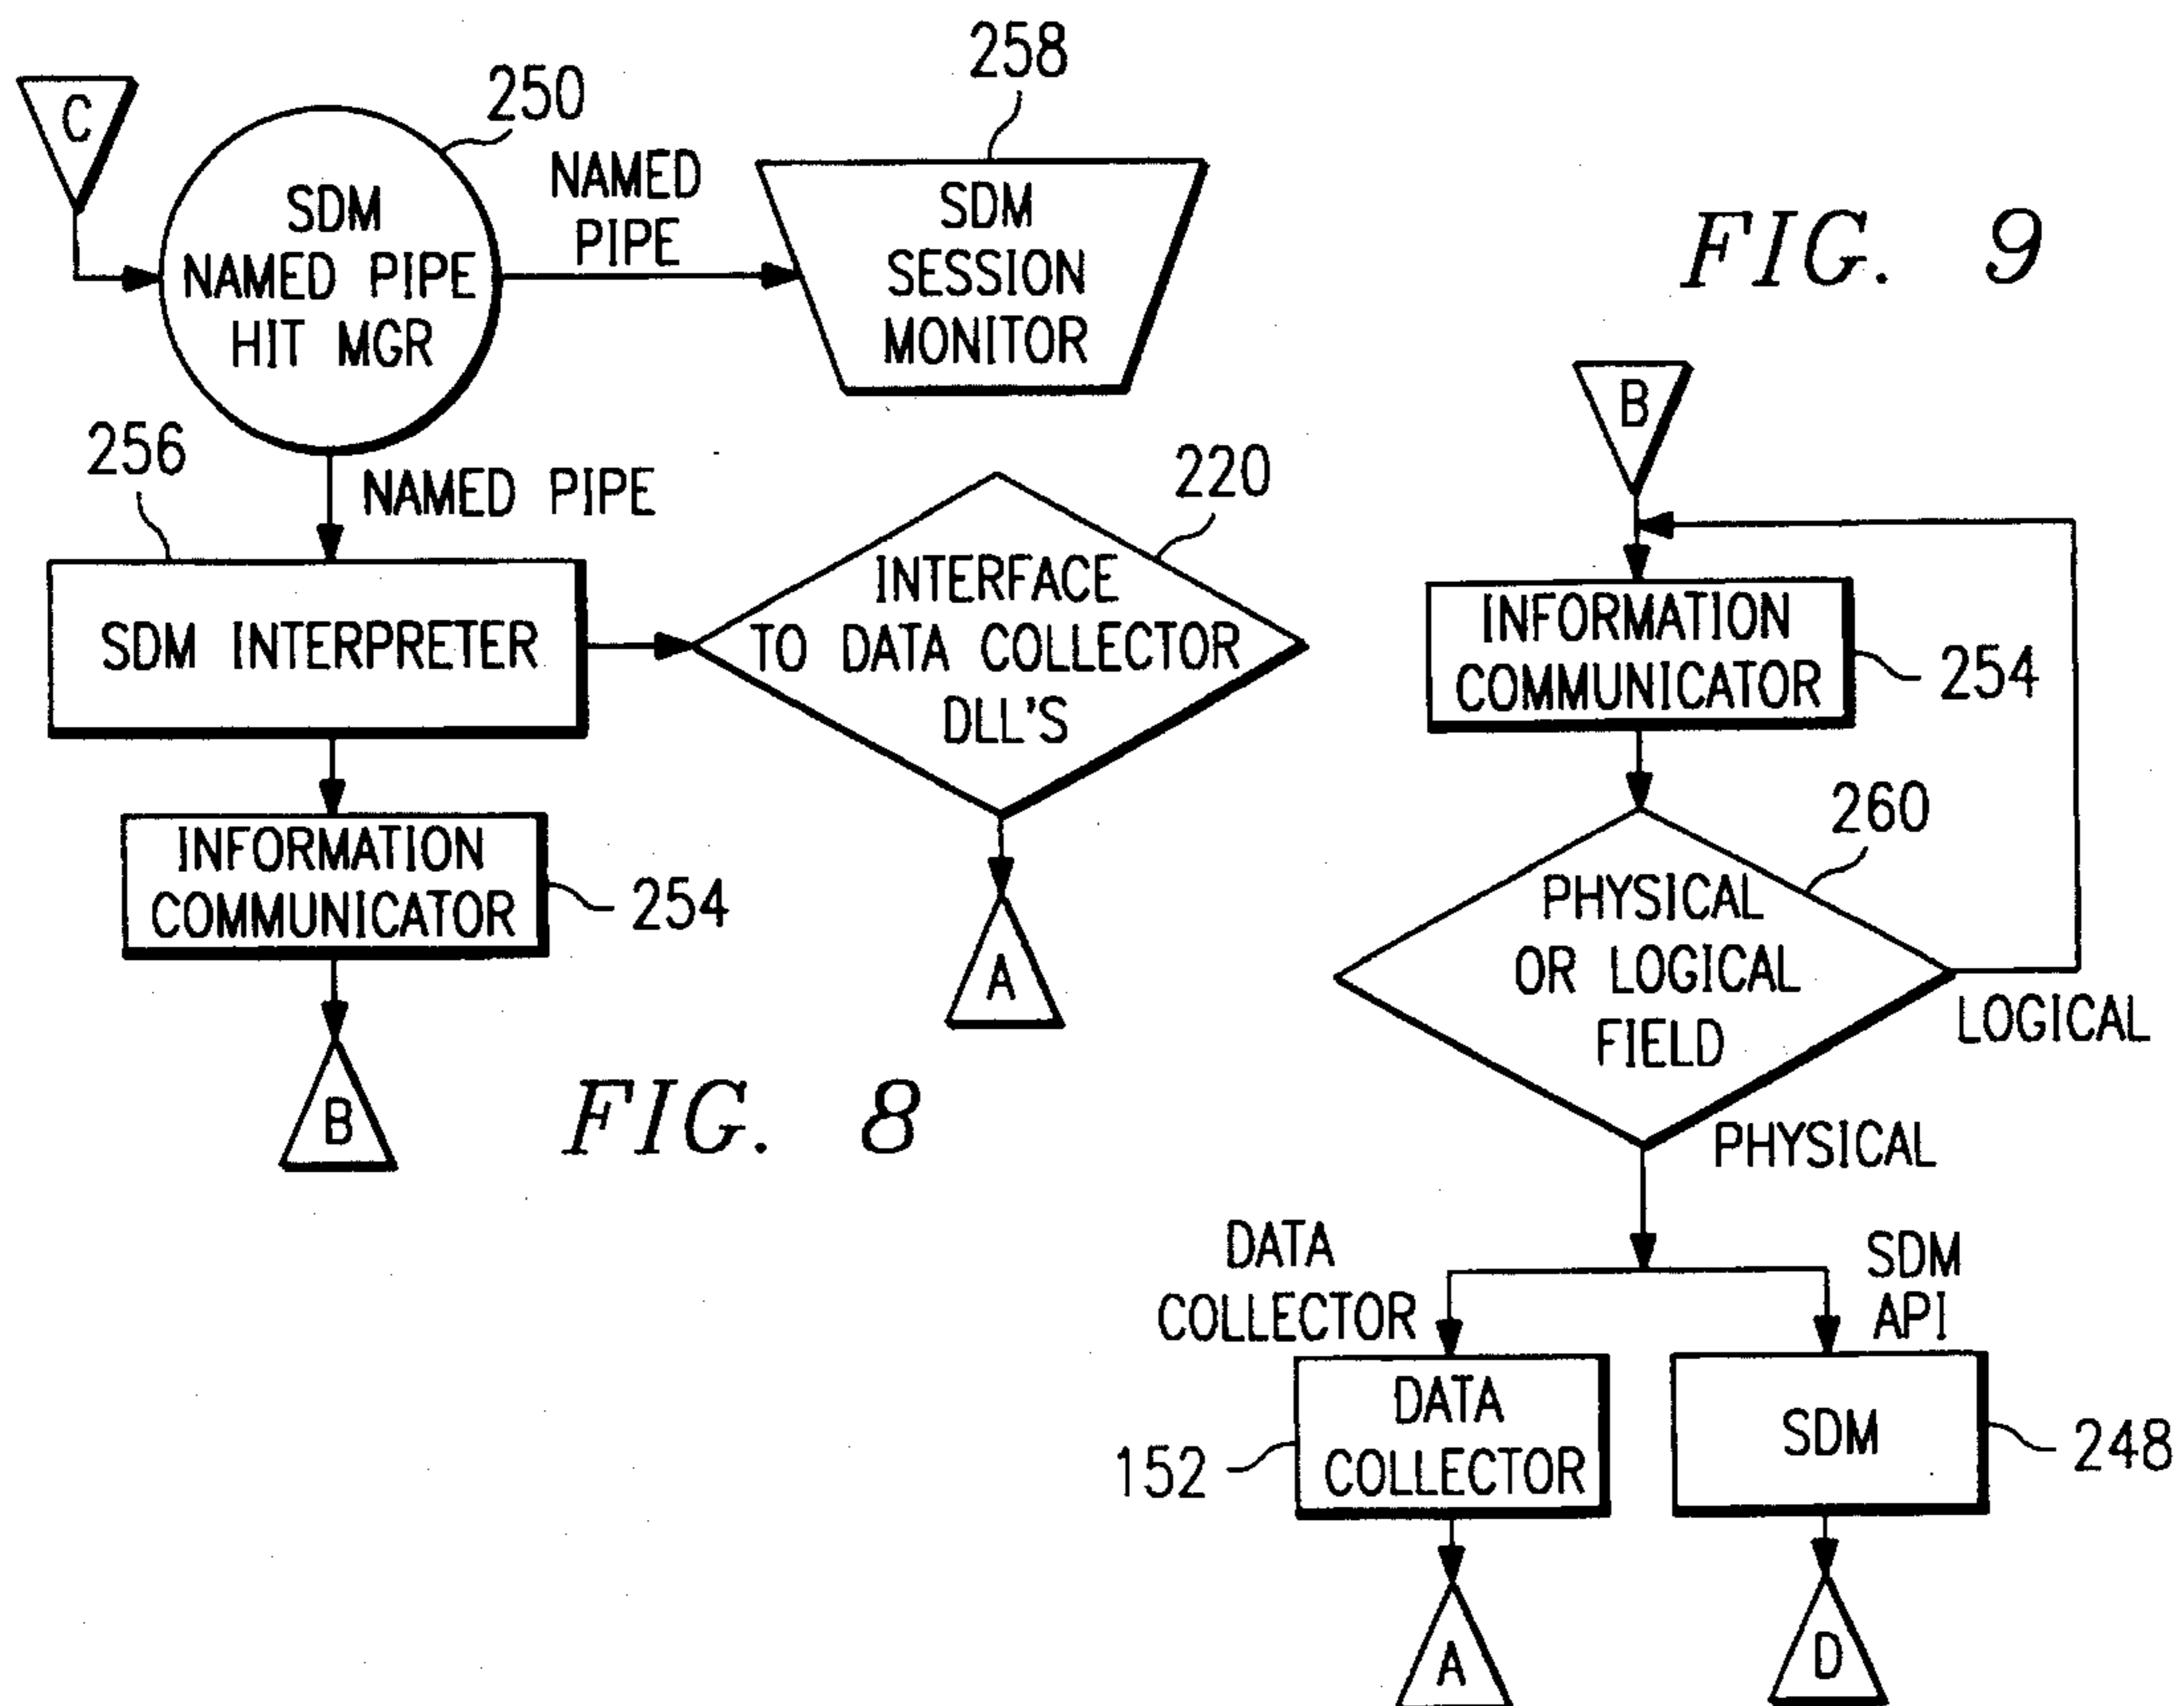 C
250
SDM
NAMED PIPE
HIT MGR
NAMED
PIPE
258
SDM
SESSION
MONITOR
256
NAMED PIPE
SDM INTERPRETER
220
INTERFACE
TO DATA COLLECTOR
DLL'S
INFORMATION
COMMUNICATOR
254
A
B
FIG. 8
FIG. 9
B
INFORMATION
COMMUNICATOR
254
260
PHYSICAL
OR LOGICAL
FIELD
LOGICAL
PHYSICAL
DATA
COLLECTOR
SDM
API
152
DATA
COLLECTOR
SDM
248
A
D